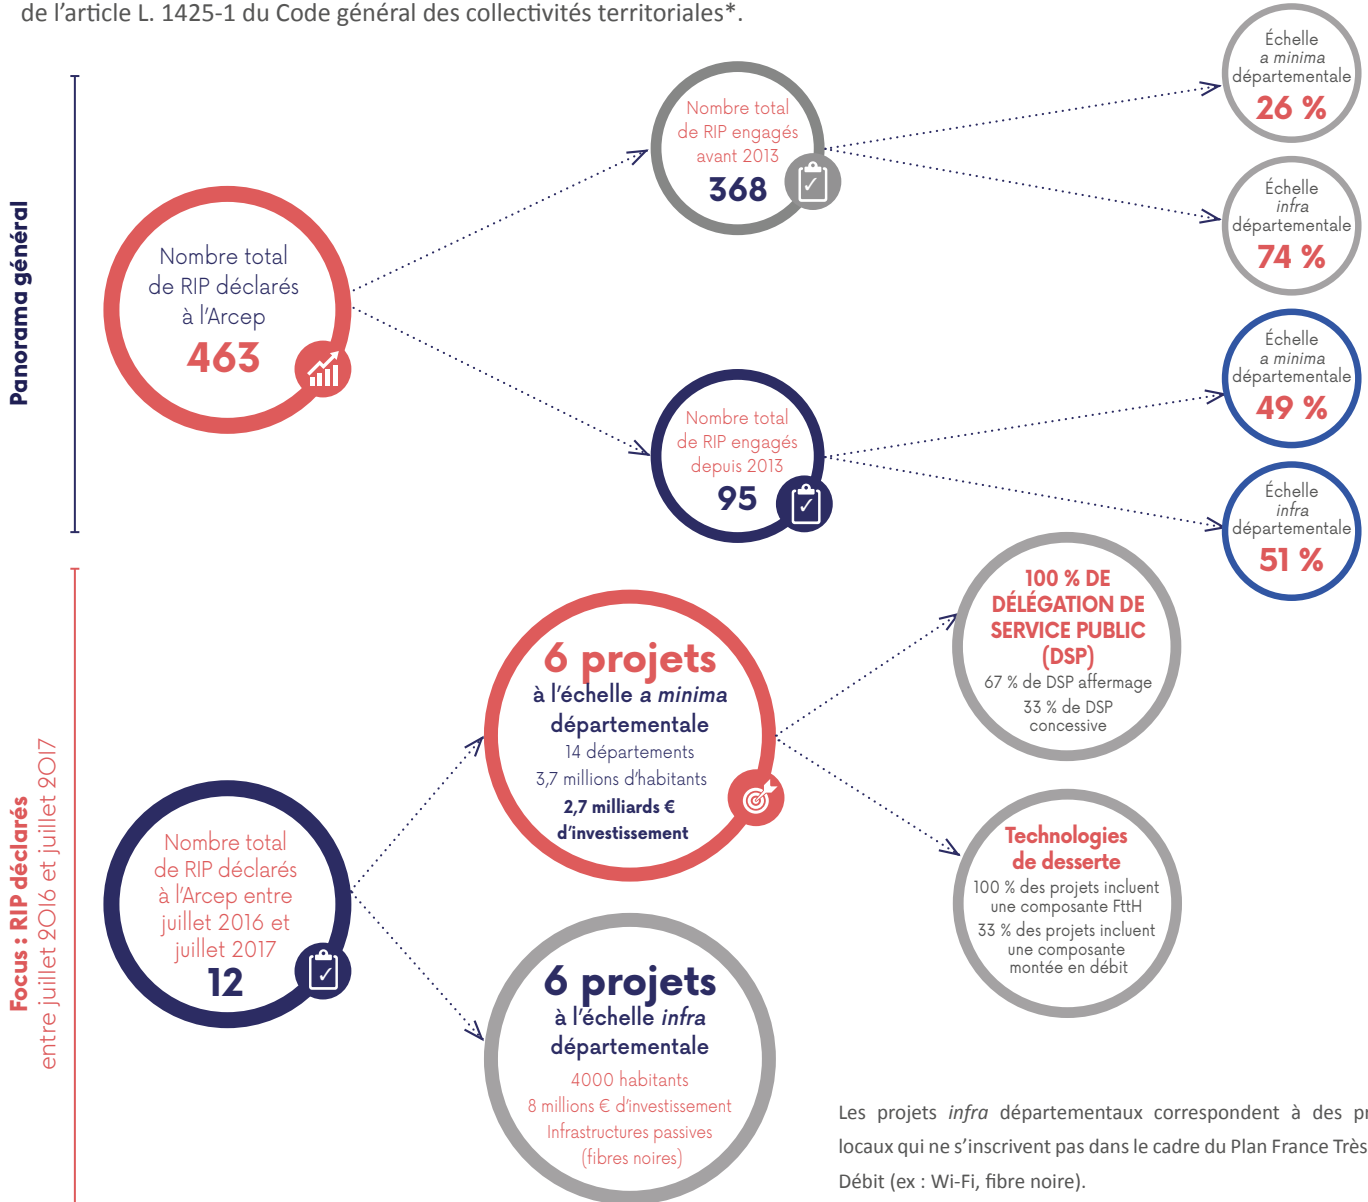 de l'article L. 1425-1 du Code général des collectivités territoriales*.
Panorama général
Nombre total
de RIP déclarés
à l'Arcep
463
Nombre total
de RIP engagés
avant 2013
368
Échelle
a minima
départementale
26 %
Échelle
infra
départementale
74 %
Nombre total
de RIP engagés
depuis 2013
95
Échelle
a minima
départementale
49 %
Échelle
infra
départementale
51 %
Focus : RIP déclarés
entre juillet 2016 et juillet 2017
Nombre total
de RIP déclarés
à l'Arcep entre
juillet 2016 et
juillet 2017
12
6 projets
à l'échelle a minima
départementale
14 départements
3,7 millions d'habitants
2,7 milliards €
d'investissement
100 % DE
DÉLÉGATION DE
SERVICE PUBLIC
(DSP)
67 % de DSP affermage
33 % de DSP
concessive
Technologies
de desserte
100 % des projets incluent
une composante FttH
33 % des projets incluent
une composante
montée en débit
6 projets
à l'échelle infra
départementale
4000 habitants
8 millions € d'investissement
Infrastructures passives
(fibres noires)
Les projets infra départementaux correspondent à des
locaux qui ne s'inscrivent pas dans le cadre du Plan France Très
Débit (ex : Wi-Fi, fibre noire).